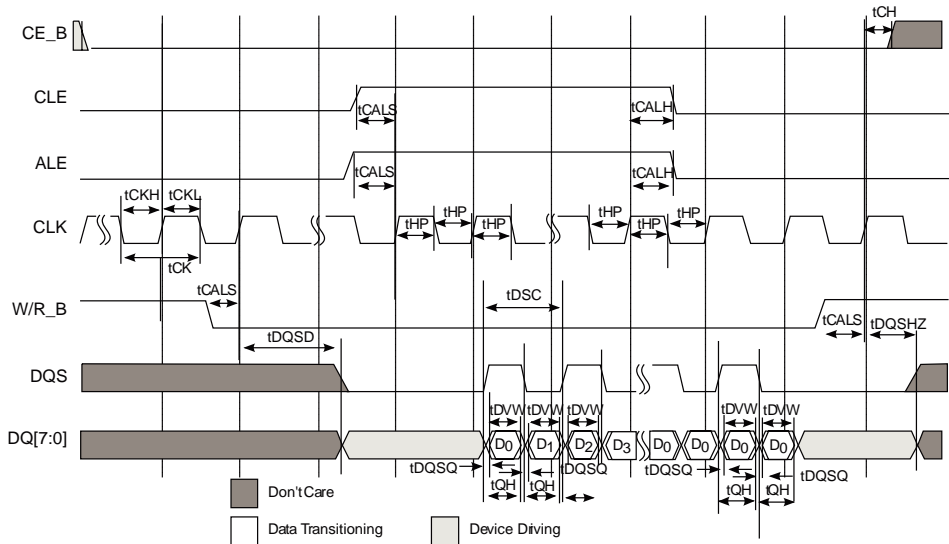 tCH
CE_B
CLE
tCALS
tCALH
ALE
tCALS
tCALH
tCKH tCKL
CLK
tHP tHP tHP
tHP tHP tHP
tCK
tCALS
tDSC
W/R_B
tCALS tDQSHZ
tDQSD
DQS
tDVW tDVW tDVW tDVW tDVW
DQ[7:0]
D0 D1 D2 D3 D0 D0 D0 D0
tDQSQ tDQSQ tDQSQ tDQSQ
tQH tQH tQH tQH
Don't Care
Data Transitioning
Device Driving